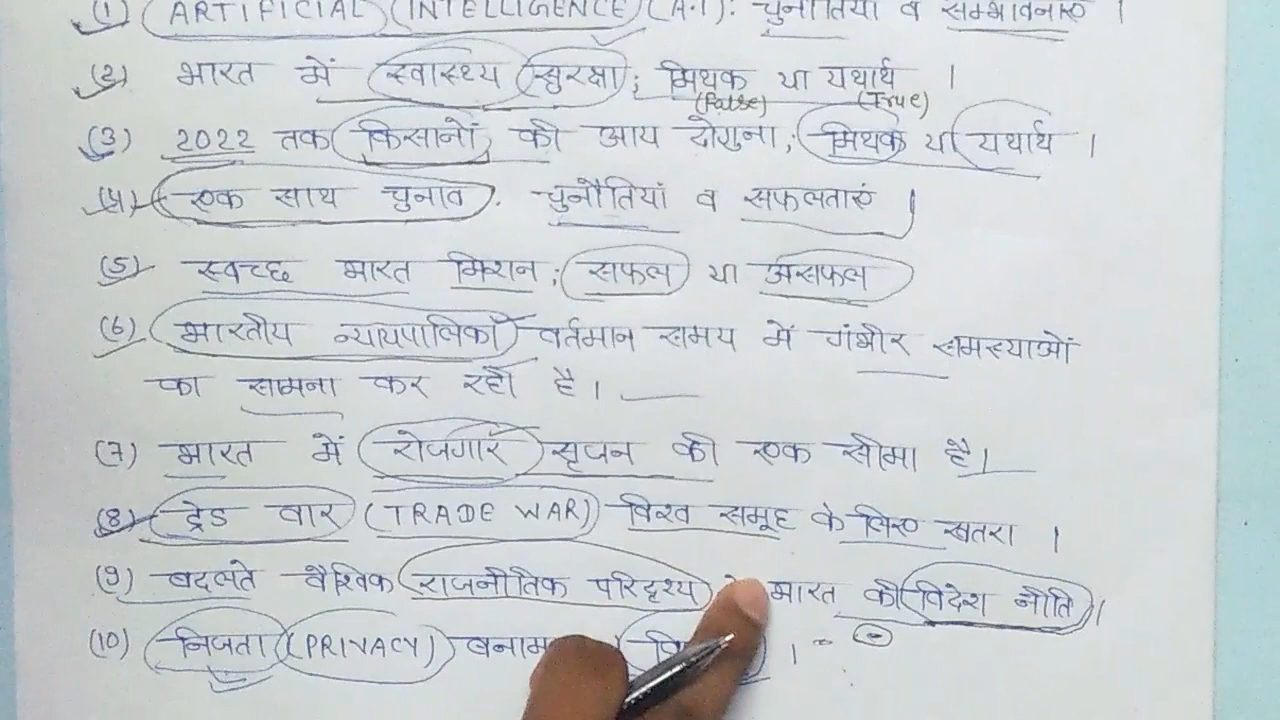 (1) (ARTIFICIAL) (INTELLIGENCE) (A.I): चुनौतियां व सम्भावनाएं ।
(2) भारत में स्वास्थ्य सुरक्षा; मिथक या यथार्थ ।
(False) (True)
(3) 2022 तक किसानों की आय दोगुना; मिथक या यथार्थ ।
(4) एक साथ चुनाव. चुनौतियां व सफलताएं ।
(5) स्वच्छ भारत मिशन; सफल या असफल
(6) भारतीय न्यायपालिका वर्तमान समय में गंभीर समस्याओं
का सामना कर रही है।
(7) भारत में रोजगार सृजन की एक सीमा है।
(8) ट्रेड वार (TRADE WAR) विश्व समूह के लिए खतरा ।
(9) बदलते वैश्विक राजनीतिक परिदृश्य भारत की विदेश नीति।
(10) निजता (PRIVACY) बनाम ।